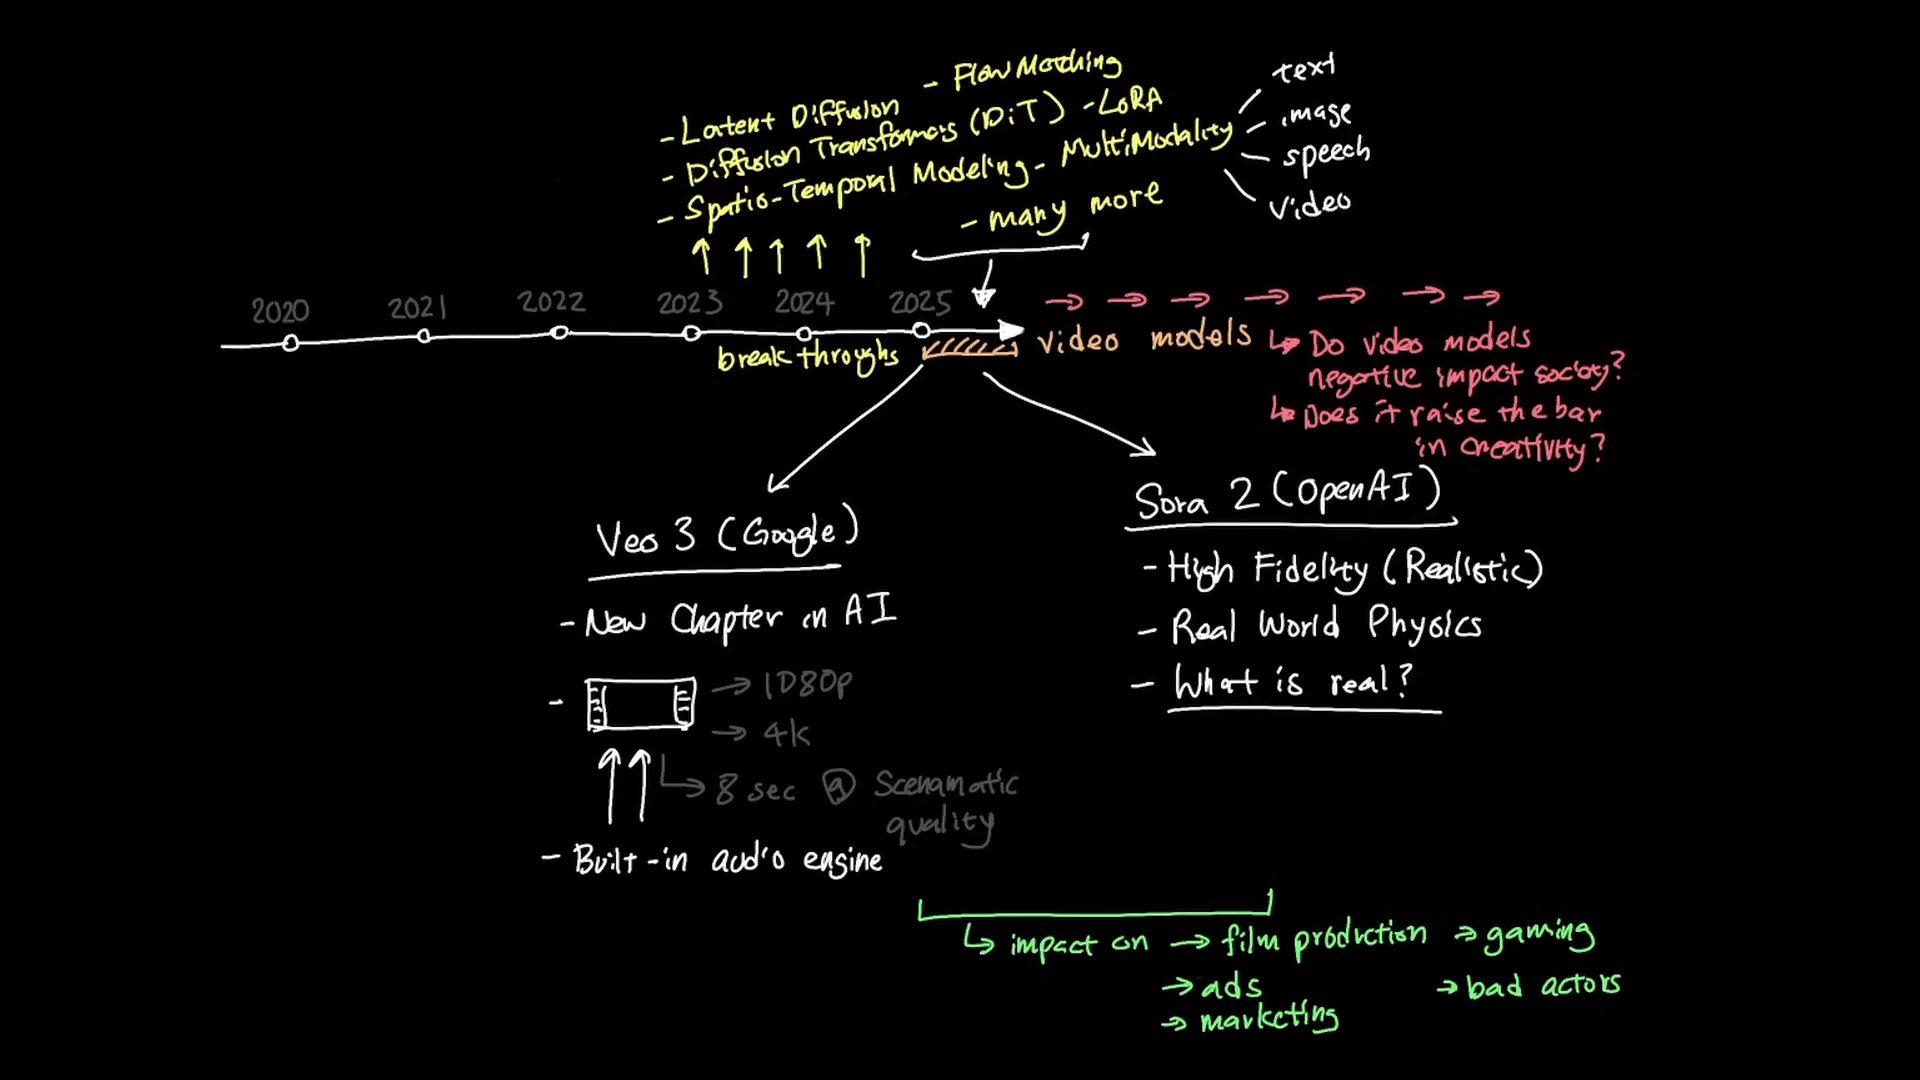 - Flow Matching
- Latent Diffusion
- Diffusion Transformers (DiT) - LoRA
- Spatio-Temporal Modeling - MultiModality
- many more
text
image
speech
video
2020 2021 2022 2023 2024 2025
break throughs
video models
Do video models
negative impact society?
Does it raise the bar
in creativity?
Veo 3 (Google)
- New Chapter in AI
-
1080p
4k
8 sec @ Scenamatic
quality
- Built-in audio engine
Sora 2 (OpenAI)
- High Fidelity (Realistic)
- Real World Physics
- What is real?
impact on → film production → gaming
→ ads → bad actors
→ marketing